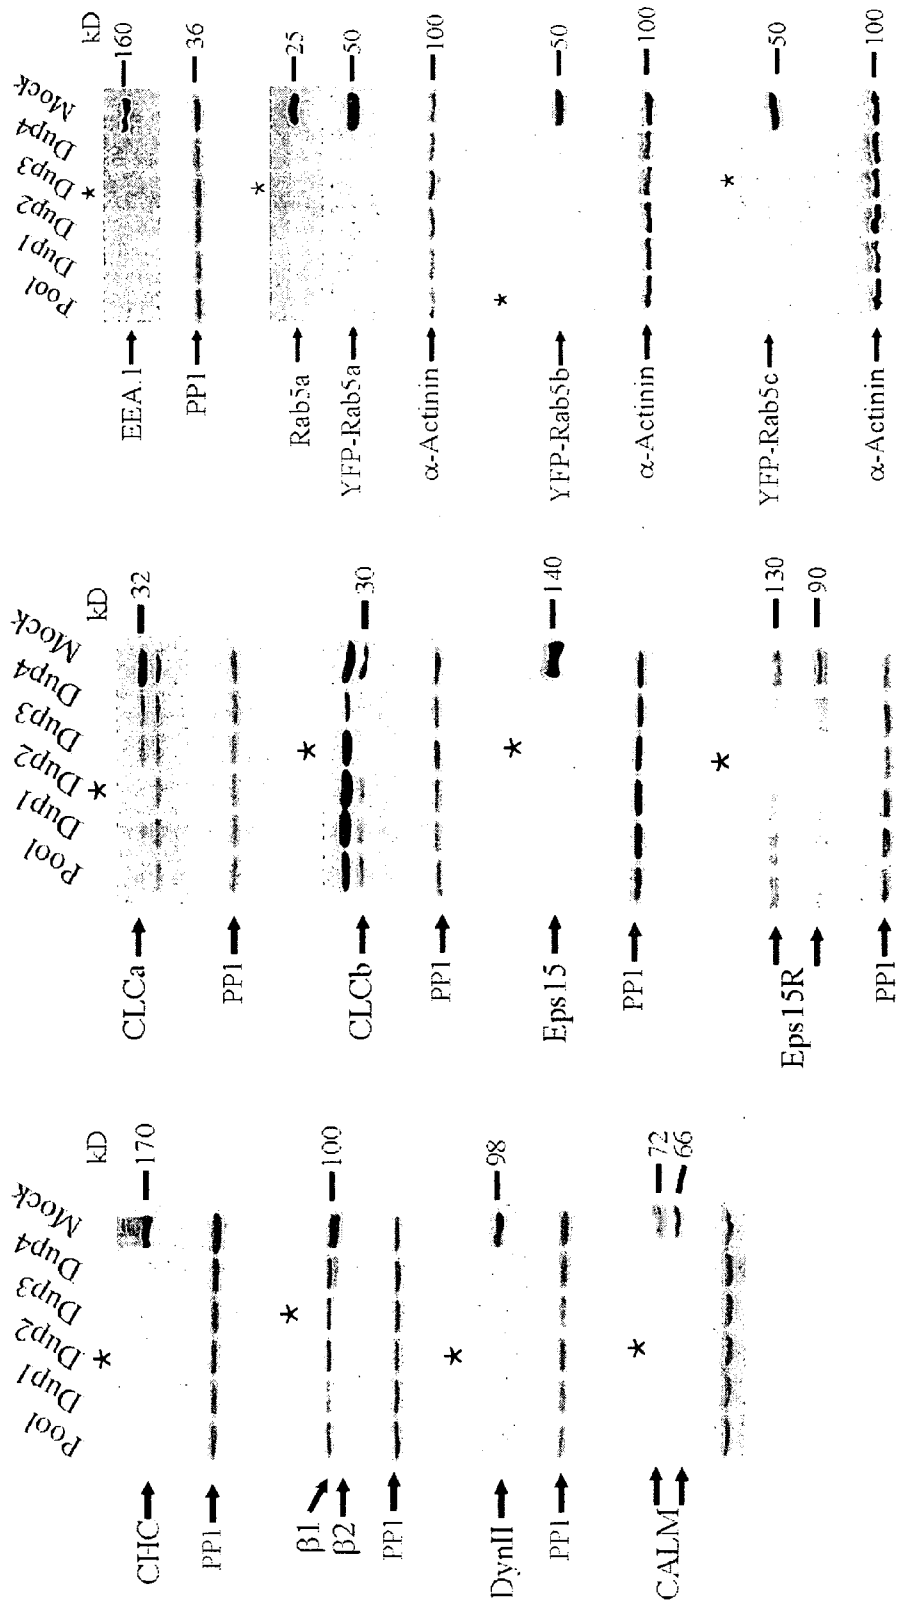 Pool Dup1 Dup2 Dup3 Dup4 Mock
kD
*
CHC 170
PP1
*
β1
β2 100
PP1
*
DynII 98
PP1
*
CALM 72
66
Pool Dup1 Dup2 Dup3 Dup4 Mock
kD
*
CLCa 32
PP1
*
CLCb 30
PP1
*
Eps15 140
PP1
*
Eps15R 130
90
PP1
Pool Dup1 Dup2 Dup3 Dup4 Mock
kD
*
EEA.1 160
PP1 36
*
Rab5a 25
YFP-Rab5a 50
α-Actinin 100
*
YFP-Rab5b 50
α-Actinin 100
*
YFP-Rab5c 50
α-Actinin 100